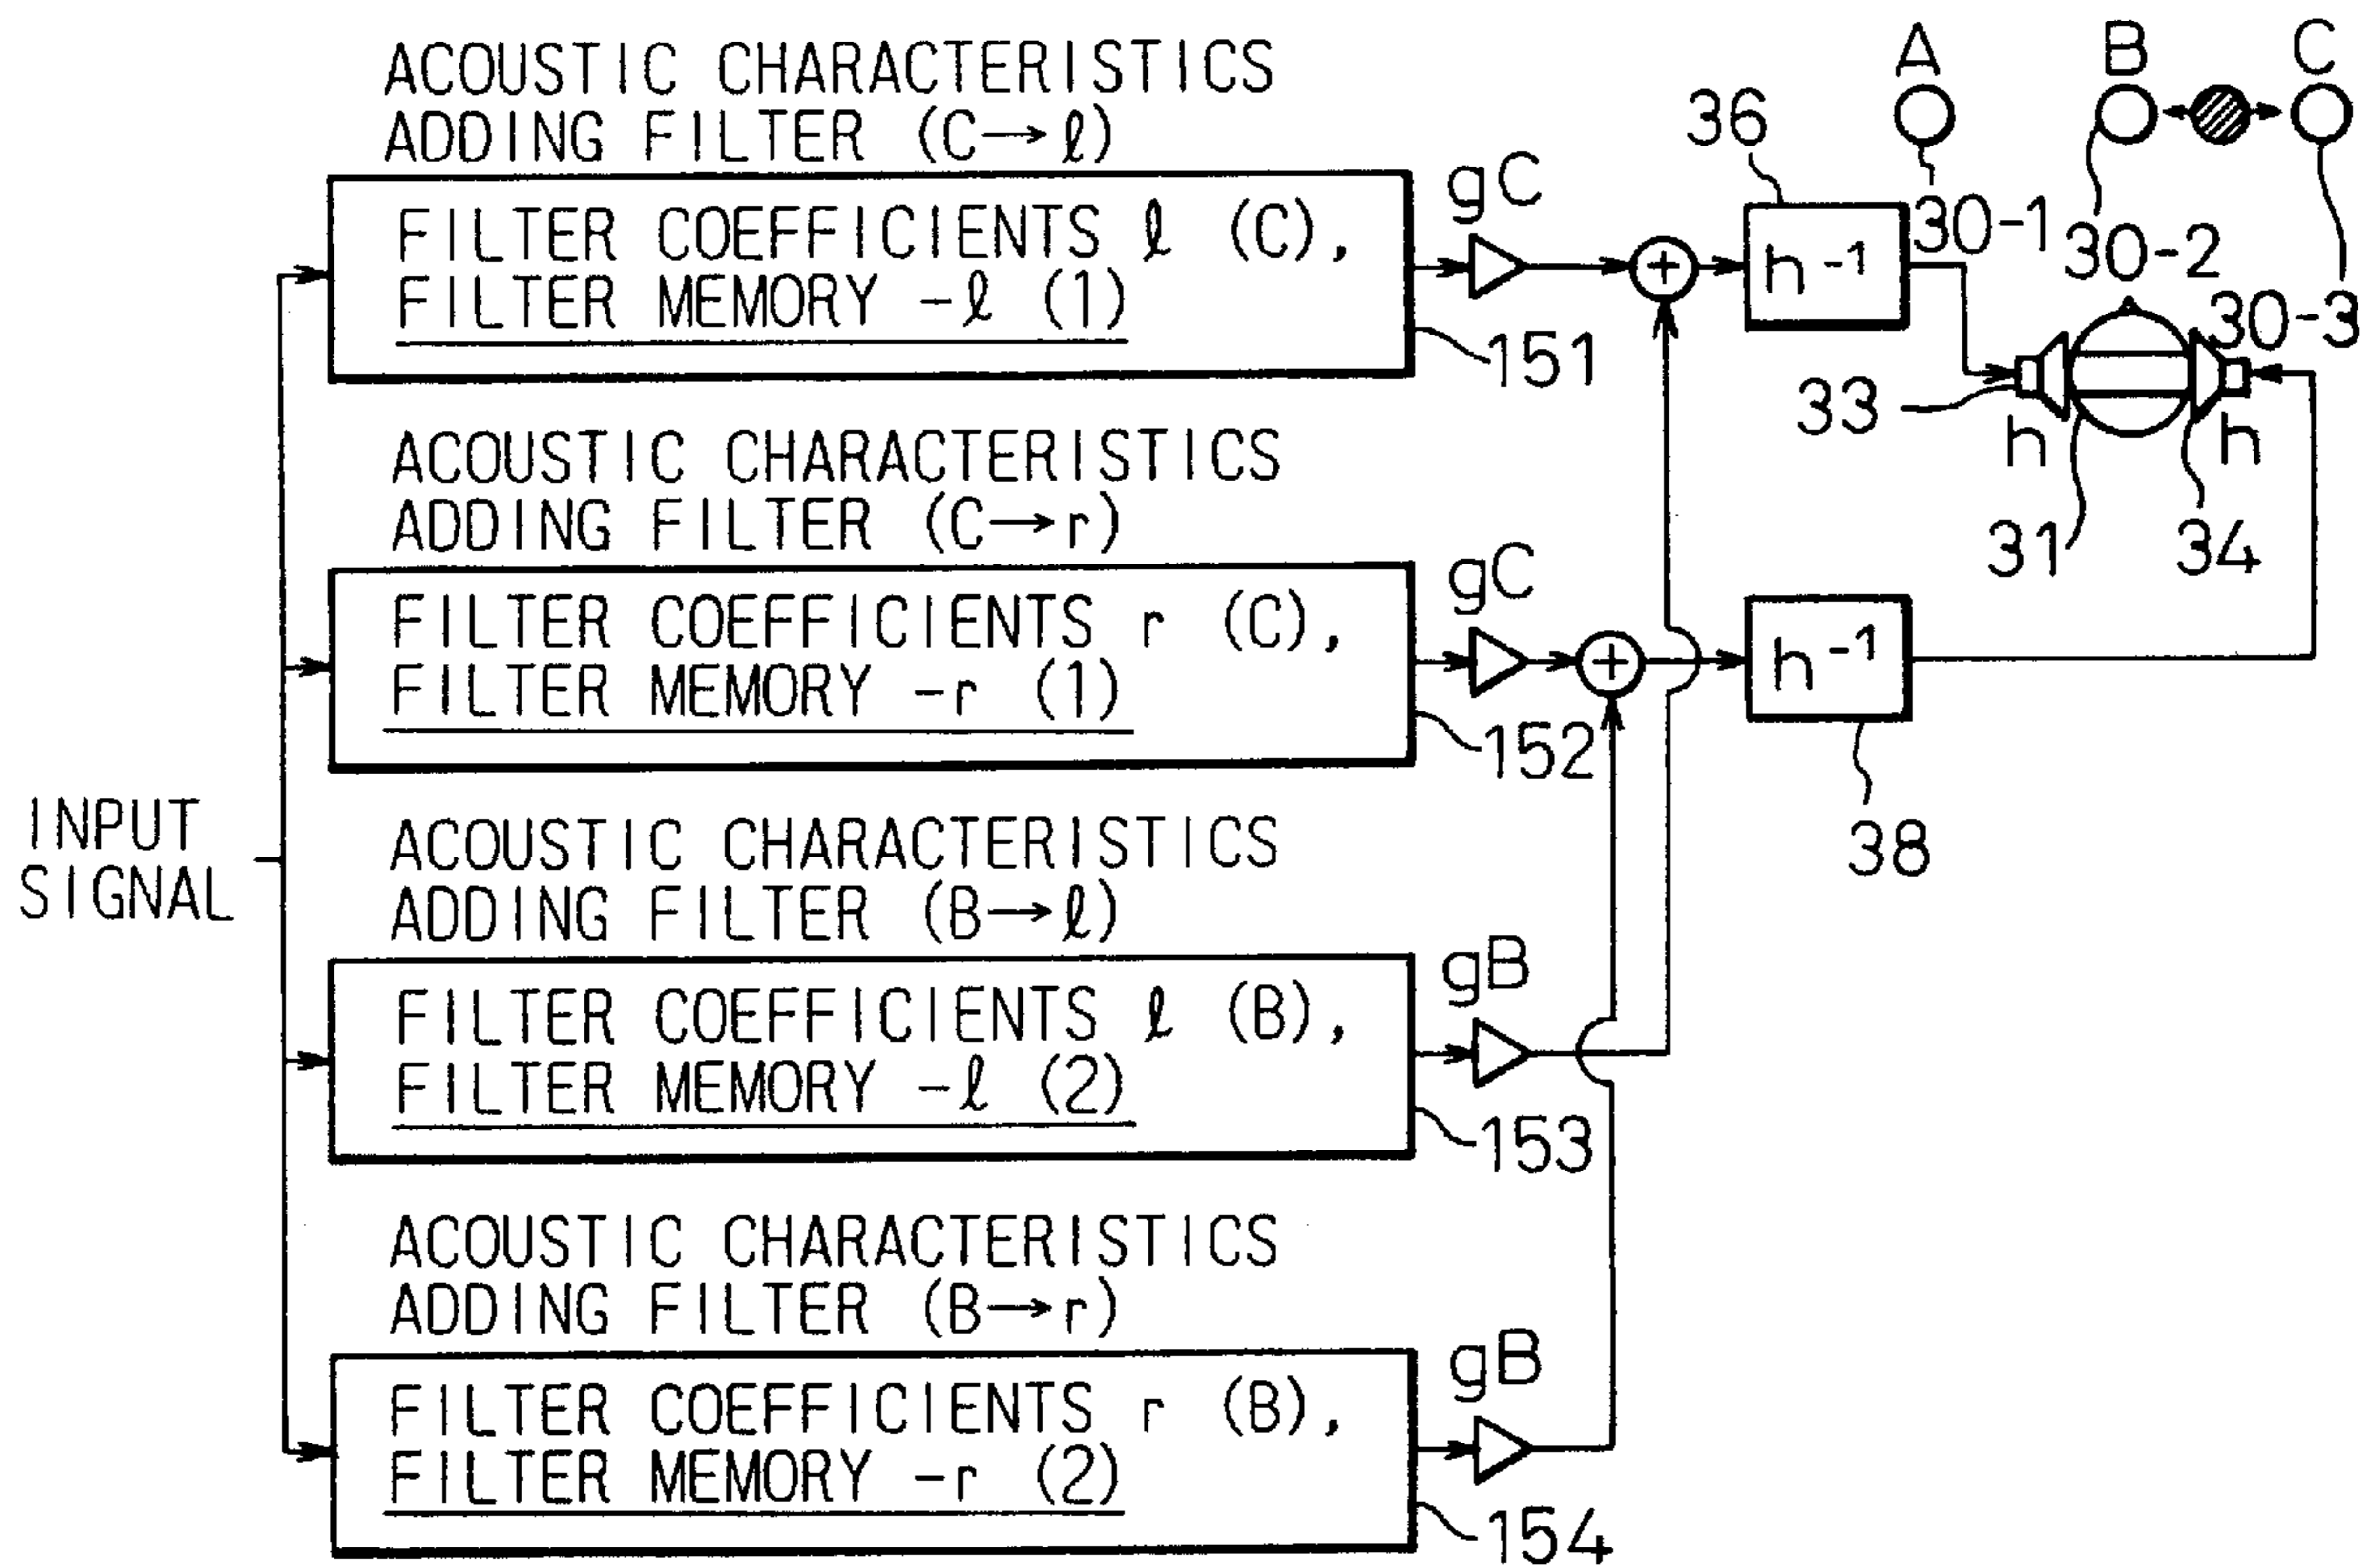 ACOUSTIC CHARACTERISTICS
ADDING FILTER (C→ℓ)
FILTER COEFFICIENTS ℓ (C),
FILTER MEMORY -ℓ (1)
gC
151
36
h⁻¹
A
B
C
30-1
30-2
30-3
33
h
h
31
34
ACOUSTIC CHARACTERISTICS
ADDING FILTER (C→r)
FILTER COEFFICIENTS r (C),
FILTER MEMORY -r (1)
gC
152
h⁻¹
38
INPUT
SIGNAL
ACOUSTIC CHARACTERISTICS
ADDING FILTER (B→ℓ)
FILTER COEFFICIENTS ℓ (B),
FILTER MEMORY -ℓ (2)
gB
153
ACOUSTIC CHARACTERISTICS
ADDING FILTER (B→r)
FILTER COEFFICIENTS r (B),
FILTER MEMORY -r (2)
gB
154